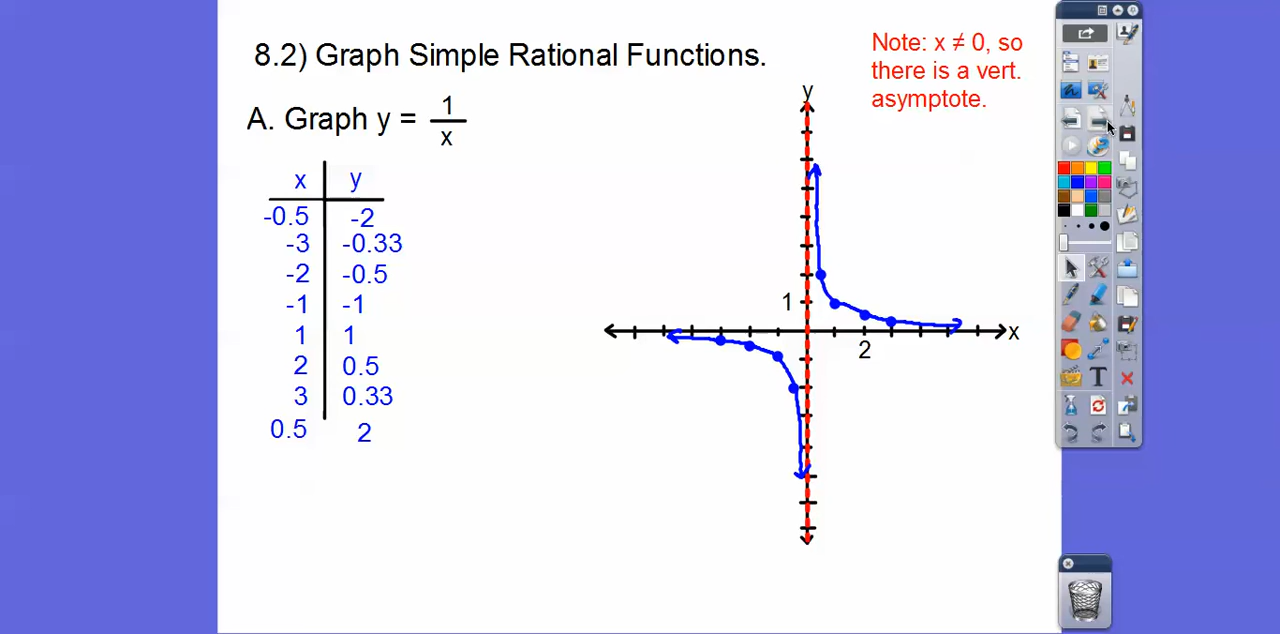 8.2) Graph Simple Rational Functions.
Note: x ≠ 0, so
there is a vert.
asymptote.
A. Graph y = 1/x
x y
-0.5 -2
-3 -0.33
-2 -0.5
-1 -1
1 1
2 0.5
3 0.33
0.5 2
y
1
2
x
T